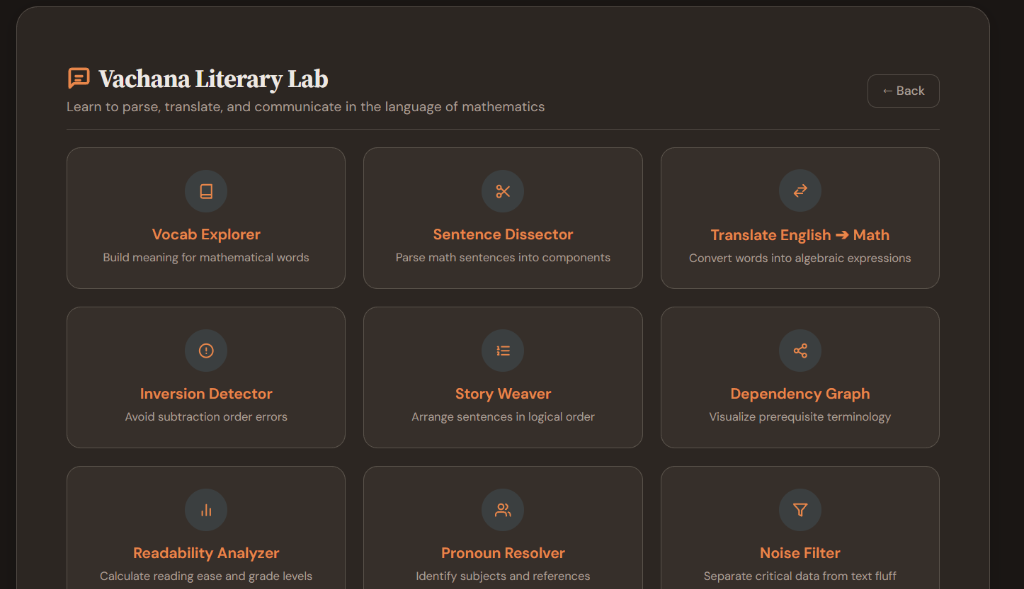 Vachana Literary Lab
Learn to parse, translate, and communicate in the language of mathematics
← Back
Vocab Explorer
Build meaning for mathematical words
Sentence Dissector
Parse math sentences into components
Translate English ➔ Math
Convert words into algebraic expressions
Inversion Detector
Avoid subtraction order errors
Story Weaver
Arrange sentences in logical order
Dependency Graph
Visualize prerequisite terminology
Readability Analyzer
Calculate reading ease and grade levels
Pronoun Resolver
Identify subjects and references
Noise Filter
Separate critical data from text fluff